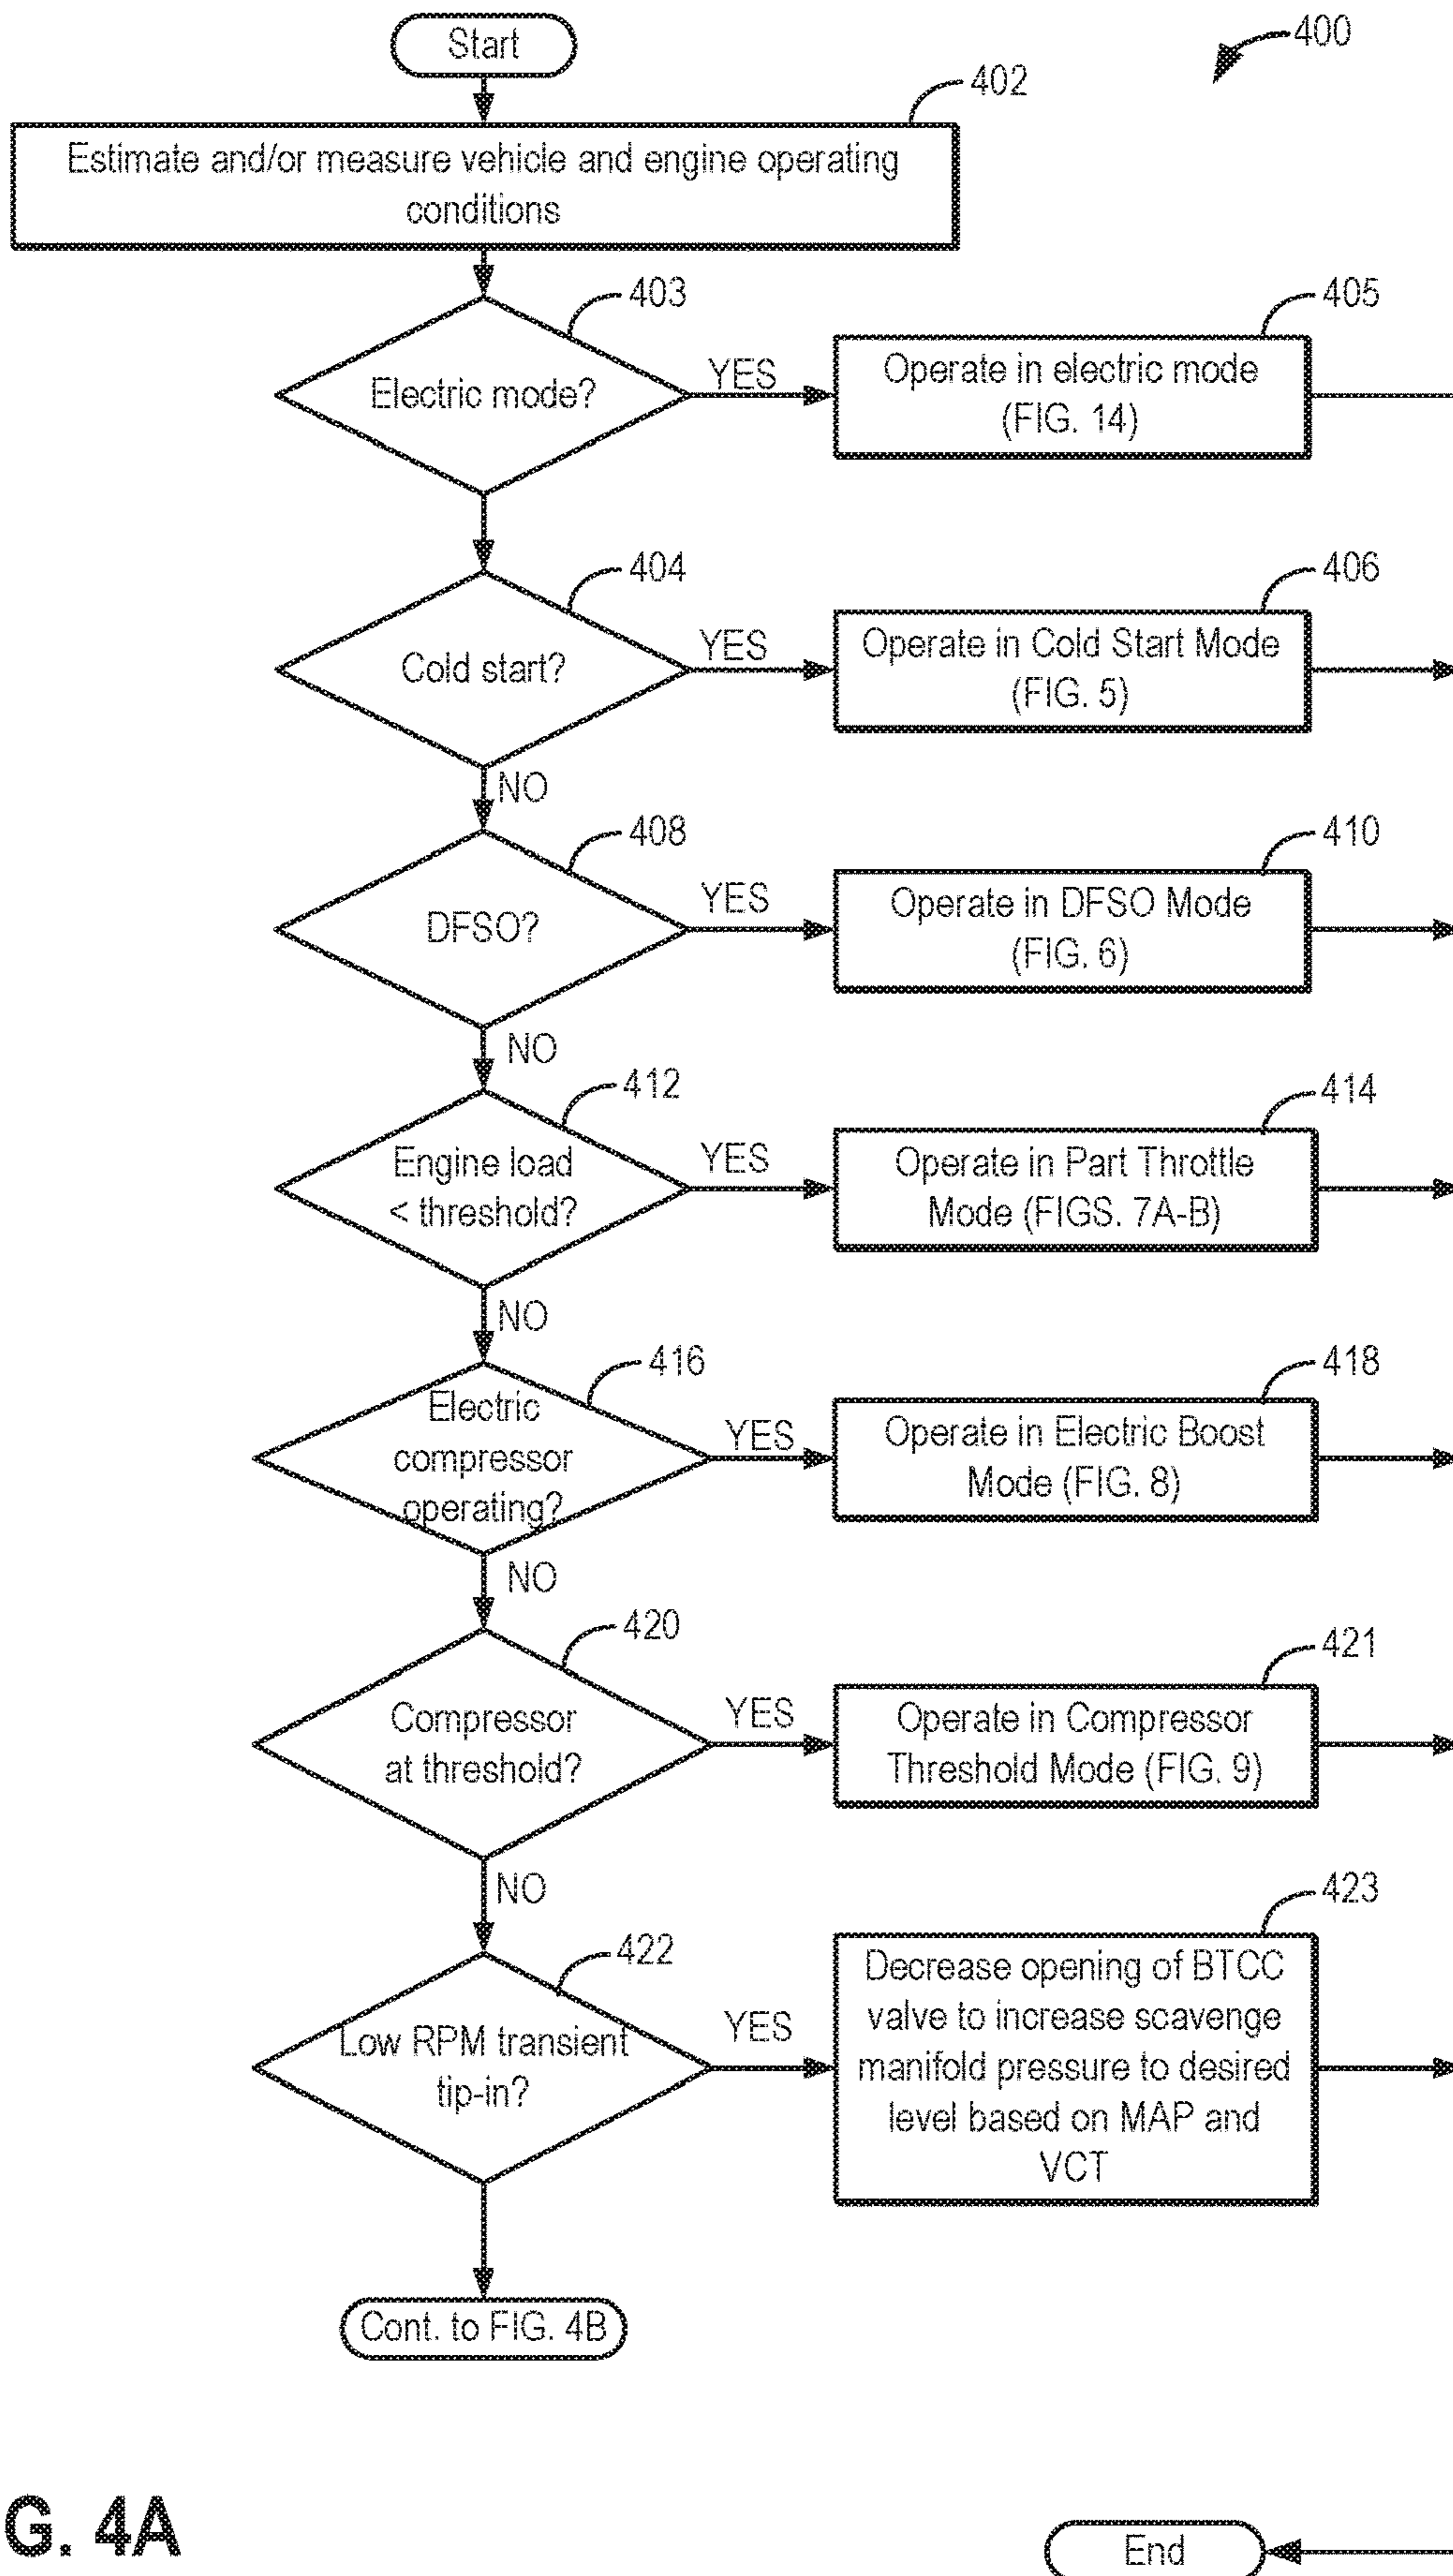 Start
400
402
Estimate and/or measure vehicle and engine operating
conditions
403
Electric mode?
YES
405
Operate in electric mode
(FIG. 14)
404
Cold start?
YES
406
Operate in Cold Start Mode
(FIG. 5)
NO
408
DFSO?
YES
410
Operate in DFSO Mode
(FIG. 6)
NO
412
Engine load
< threshold?
YES
414
Operate in Part Throttle
Mode (FIGS. 7A-B)
NO
416
Electric
compressor
operating?
YES
418
Operate in Electric Boost
Mode (FIG. 8)
NO
420
Compressor
at threshold?
YES
421
Operate in Compressor
Threshold Mode (FIG. 9)
NO
422
Low RPM transient
tip-in?
YES
423
Decrease opening of BTCC
valve to increase scavenge
manifold pressure to desired
level based on MAP and
VCT
Cont. to FIG. 4B
G. 4A
End